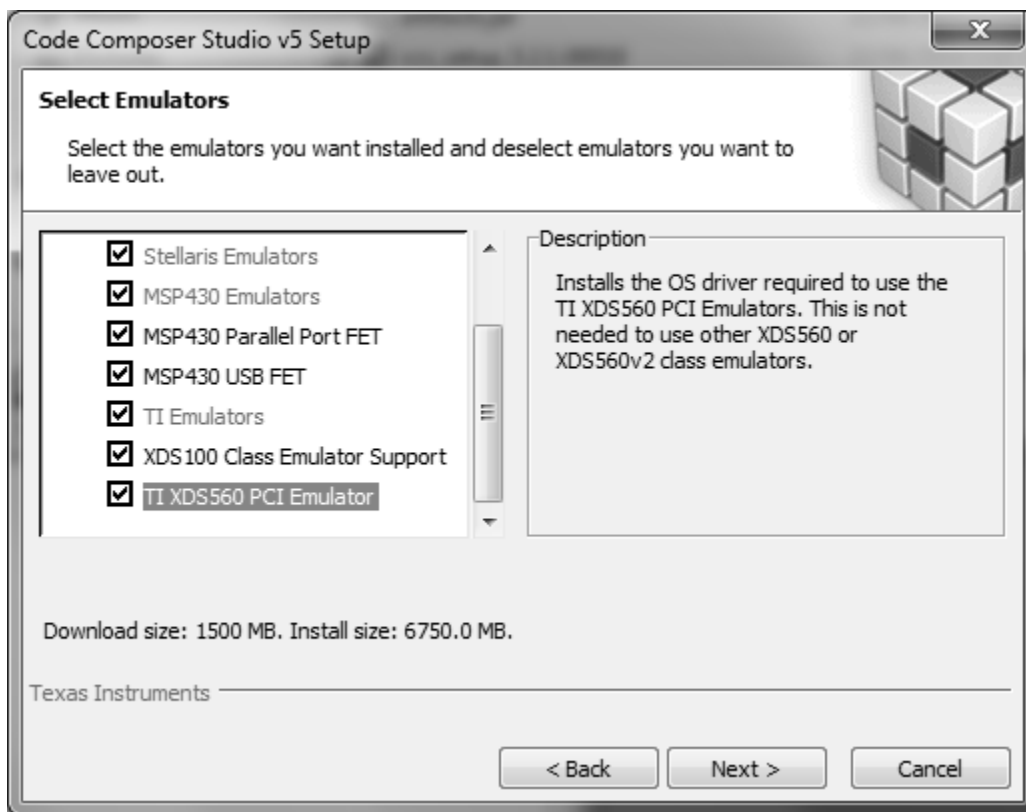 Code Composer Studio v5 Setup
Select Emulators
Select the emulators you want installed and deselect emulators you want to
leave out.
Stellaris Emulators
MSP430 Emulators
MSP430 Parallel Port FET
MSP430 USB FET
TI Emulators
XDS100 Class Emulator Support
TI XDS560 PCI Emulator
Description
Installs the OS driver required to use the
TI XDS560 PCI Emulators. This is not
needed to use other XDS560 or
XDS560v2 class emulators.
Download size: 1500 MB. Install size: 6750.0 MB.
Texas Instruments
< Back
Next >
Cancel